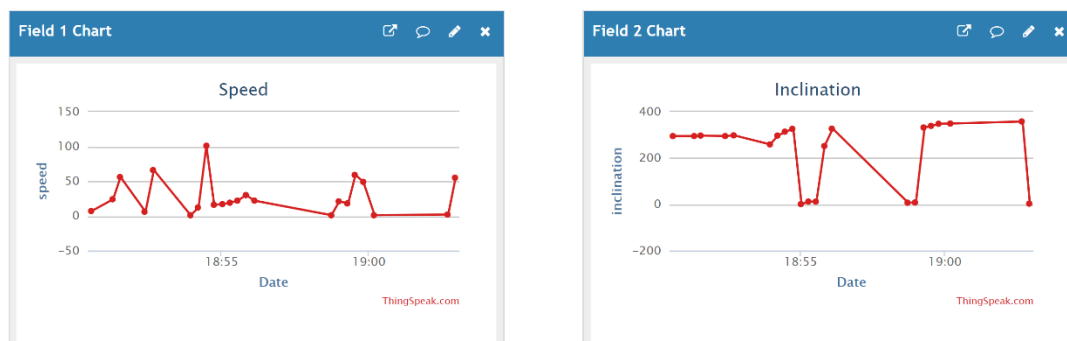 Field 1 Chart
Speed
150
100
50
0
-50
speed
18:55
19:00
Date
ThingSpeak.com
Field 2 Chart
Inclination
400
200
0
-200
inclination
18:55
19:00
Date
ThingSpeak.com